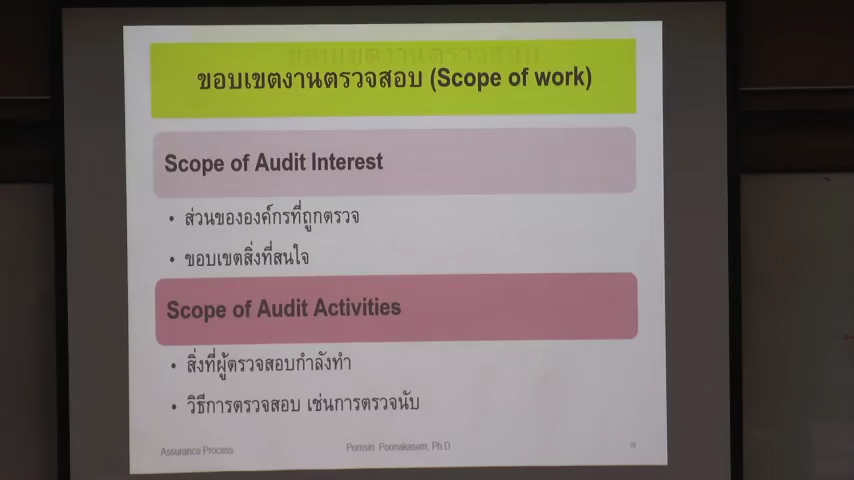 ขอบเขตงานตรวจสอบ (Scope of work)
Scope of Audit Interest
• ส่วนขององค์กรที่ถูกตรวจ
• ขอบเขตสิ่งที่สนใจ
Scope of Audit Activities
• สิ่งที่ผู้ตรวจสอบกำลังทำ
• วิธีการตรวจสอบ เช่นการตรวจนับ
Assurance Process
Pornsiri Poonakasem, Ph.D.